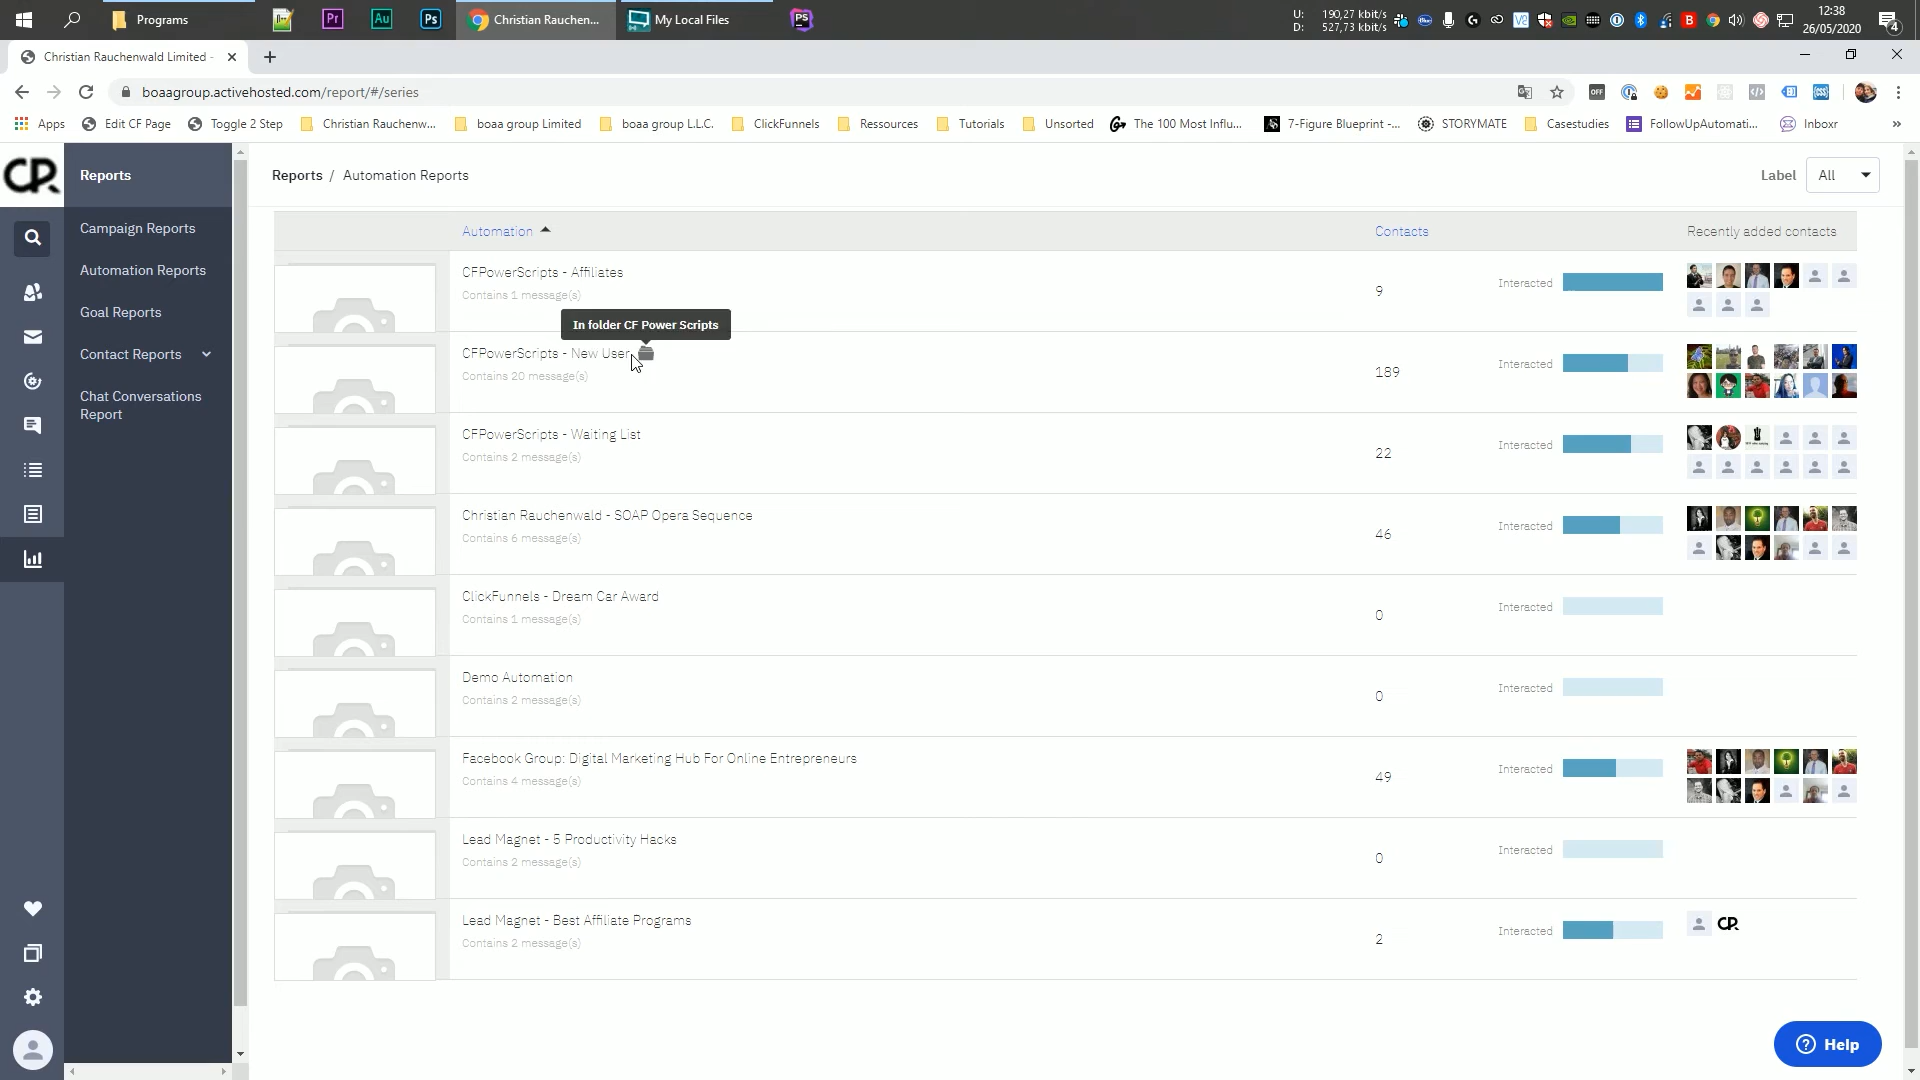 Programs
Pr
Au
Ps
Christian Rauchen...
My Local Files
PS
U: 190,27 kbit/s
D: 527,73 kbit/s
12:38
26/05/2020
4
Christian Rauchenwald Limited -
boaagroup.activehosted.com/report/#/series
OFF
Apps
Edit CF Page
Toggle 2 Step
Christian Rauchenw...
boaa group Limited
boaa group L.L.C.
ClickFunnels
Ressources
Tutorials
Unsorted
The 100 Most Influ...
7-Figure Blueprint -...
STORYMATE
Casestudies
FollowUpAutomati...
Inboxr
»
CR
Reports
Campaign Reports
Automation Reports
Goal Reports
Contact Reports
Chat Conversations
Report
Reports / Automation Reports
Label
All
Automation
Contacts
Recently added contacts
CFPowerScripts - Affiliates
Contains 1 message(s)
9
Interacted
In folder CF Power Scripts
CFPowerScripts - New User
Contains 20 message(s)
189
Interacted
CFPowerScripts - Waiting List
Contains 2 message(s)
22
Interacted
Christian Rauchenwald - SOAP Opera Sequence
Contains 6 message(s)
46
Interacted
ClickFunnels - Dream Car Award
Contains 1 message(s)
0
Interacted
Demo Automation
Contains 2 message(s)
0
Interacted
Facebook Group: Digital Marketing Hub For Online Entrepreneurs
Contains 4 message(s)
49
Interacted
Lead Magnet - 5 Productivity Hacks
Contains 2 message(s)
0
Interacted
Lead Magnet - Best Affiliate Programs
Contains 2 message(s)
2
Interacted
CR
Help